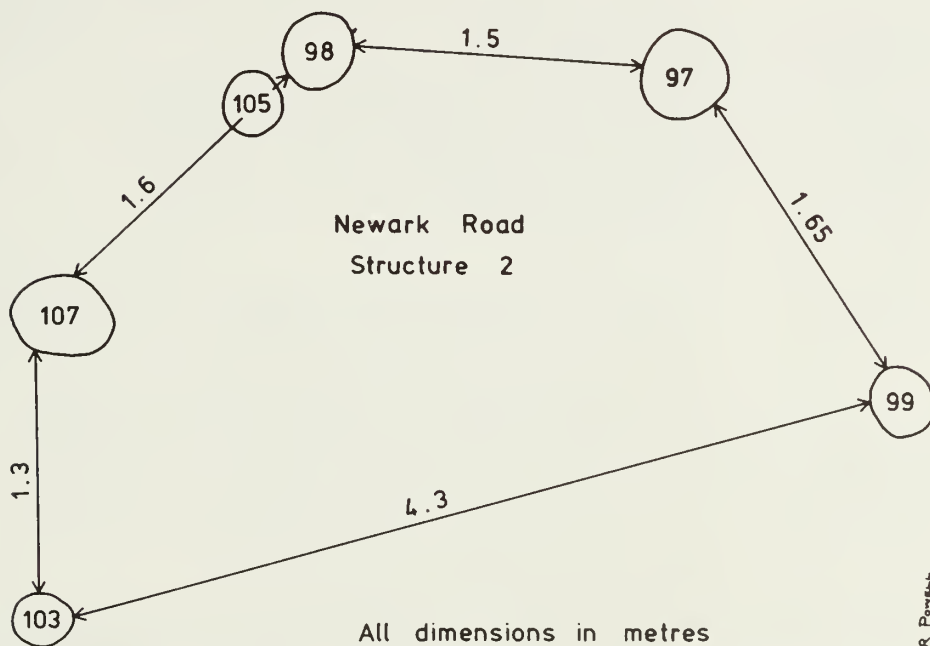 98
1.5
97
105
1.6
1.65
Newark Road
Structure 2
107
99
1.3
4.3
103
All dimensions in metres
R Powell